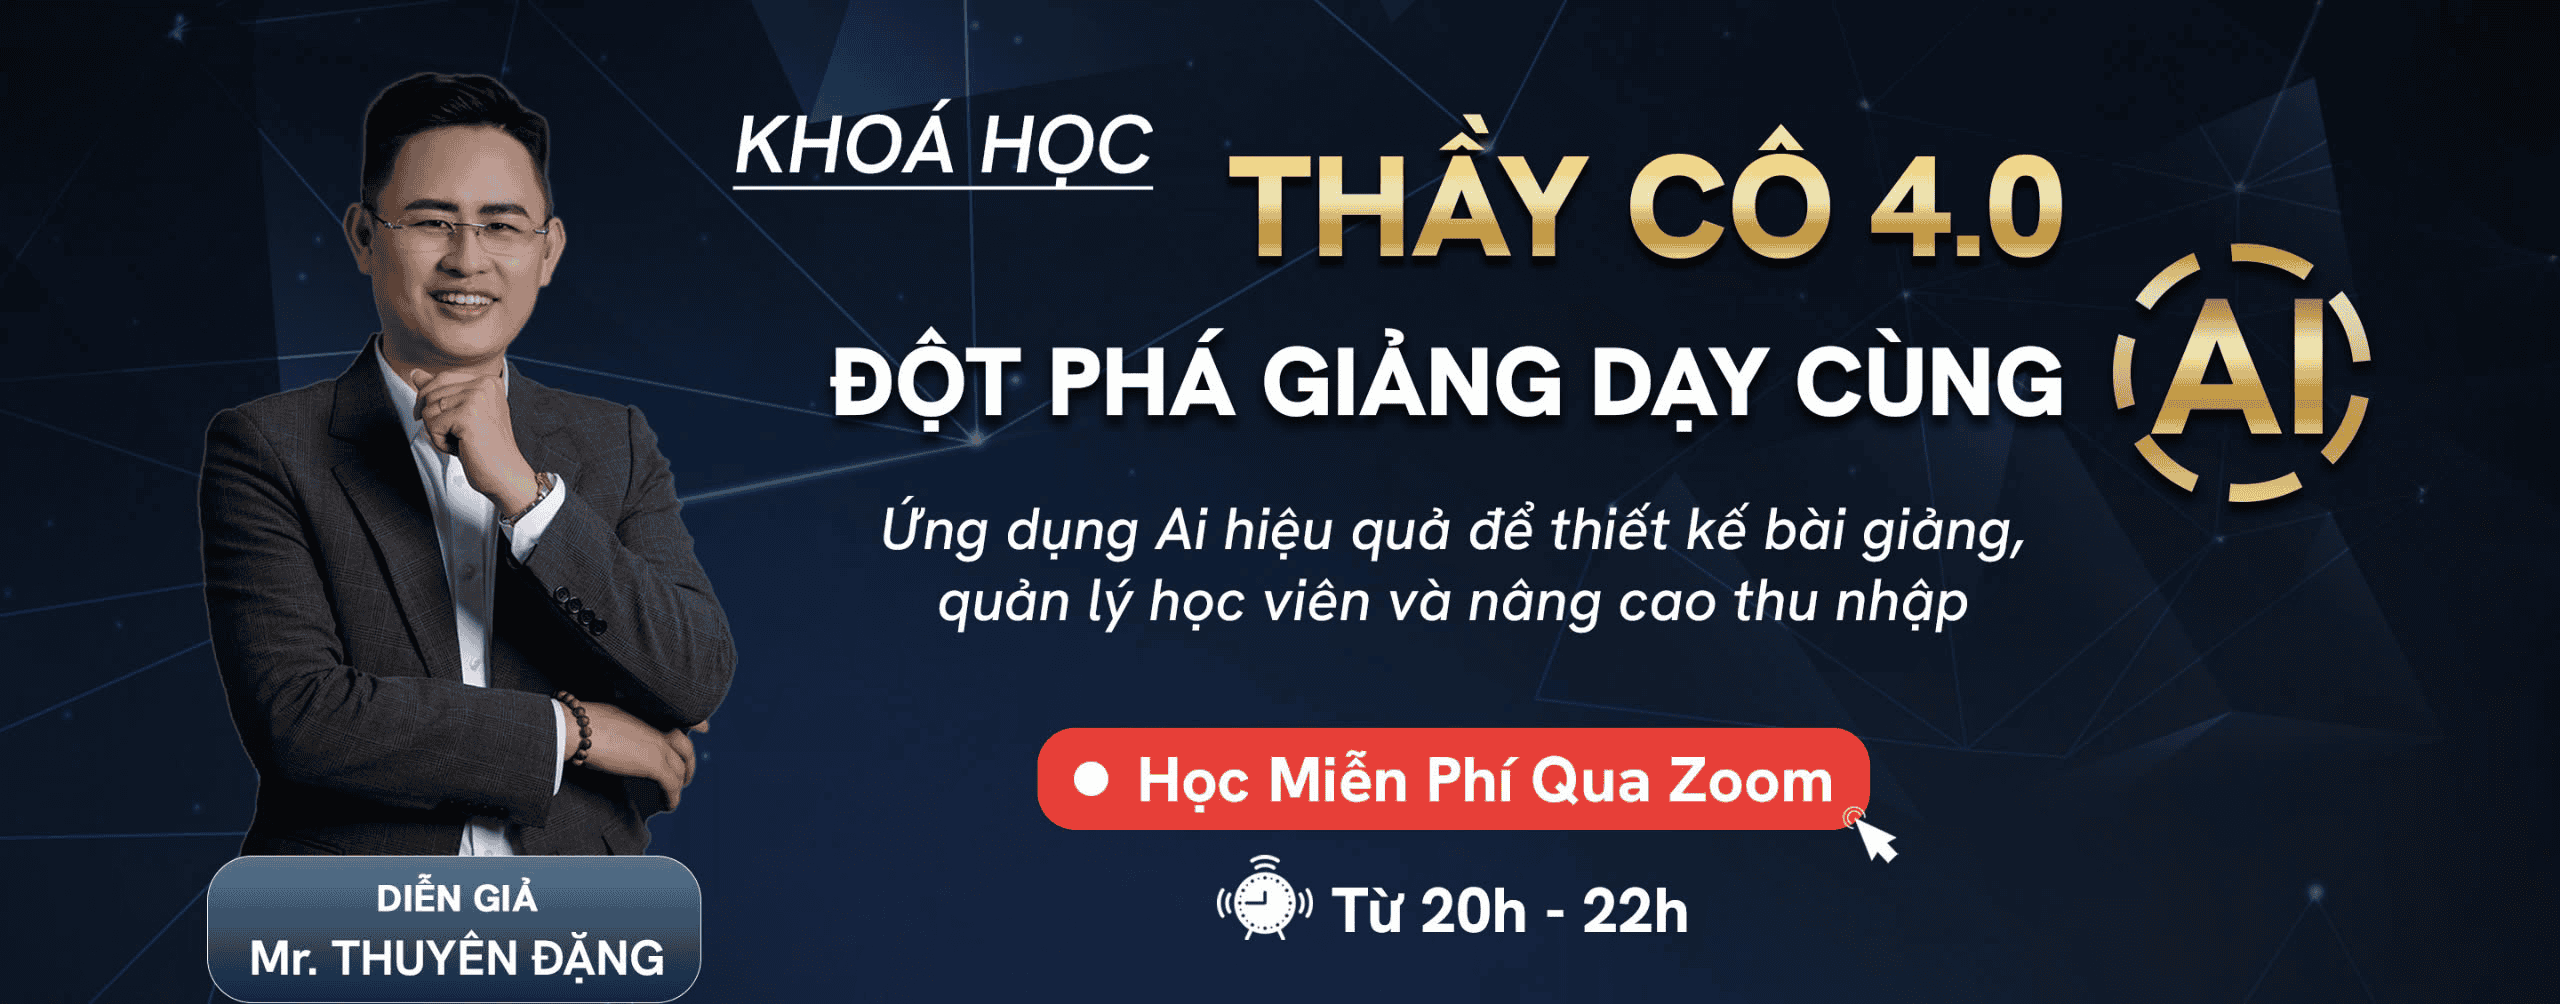 KHOÁ HỌC
THẦY CÔ 4.0
ĐỘT PHÁ GIẢNG DẠY CÙNG
AI
Ứng dụng Ai hiệu quả để thiết kế bài giảng,
quản lý học viên và nâng cao thu nhập
Học Miễn Phí Qua Zoom
Từ 20h - 22h
DIỄN GIẢ
Mr. THUYÊN ĐẶNG